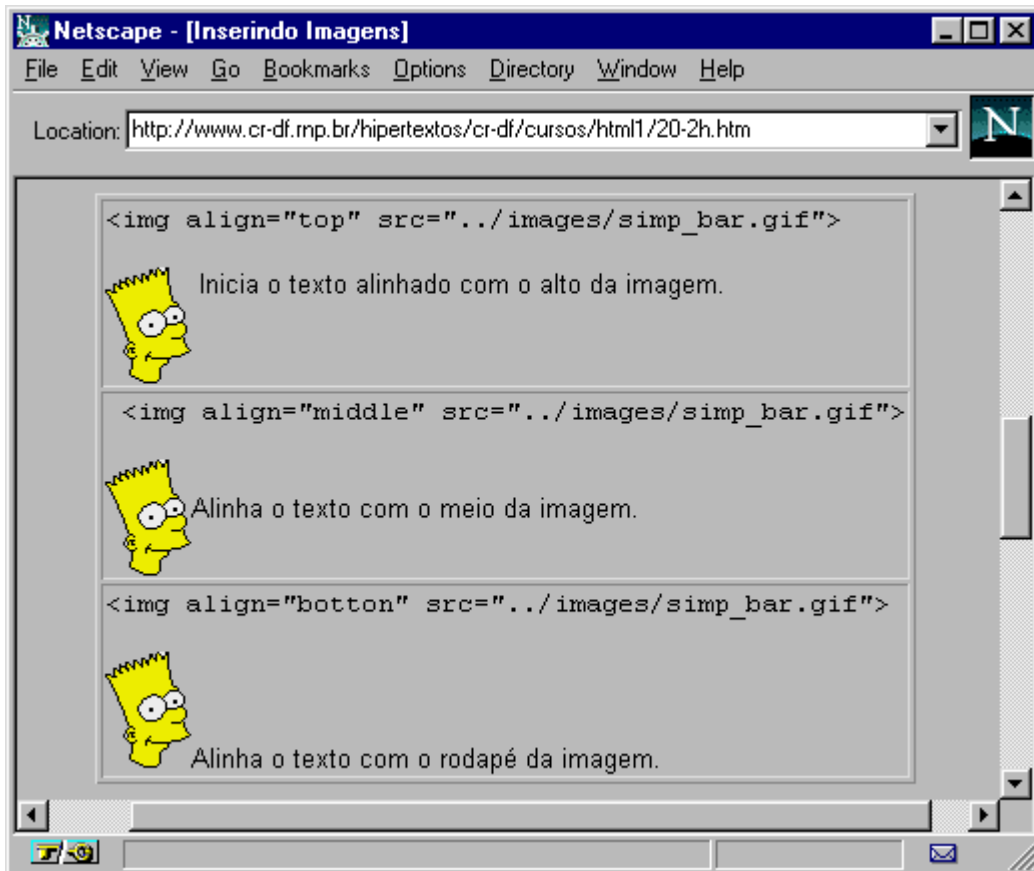 Netscape - [Inserindo Imagens]
File Edit View Go Bookmarks Options Directory Window Help
Location: http://www.cr-df.rnp.br/hipertextos/cr-df/cursos/html1/20-2h.htm
N
<img align="top" src="../images/simp_bar.gif">
Inicia o texto alinhado com o alto da imagem.
<img align="middle" src="../images/simp_bar.gif">
Alinha o texto com o meio da imagem.
<img align="botton" src="../images/simp_bar.gif">
Alinha o texto com o rodapé da imagem.